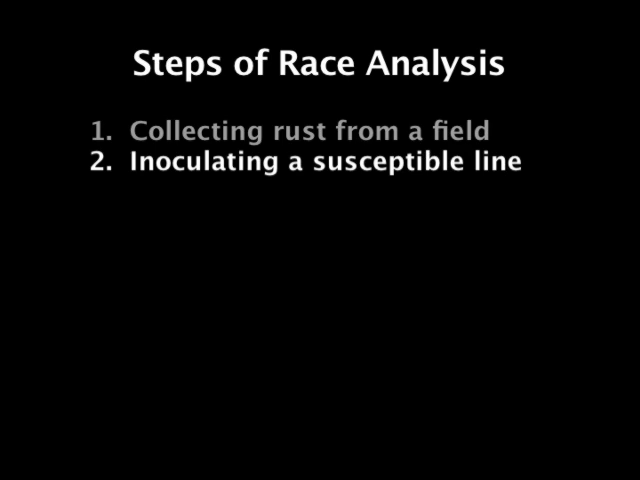 Steps of Race Analysis
1. Collecting rust from a field
2. Inoculating a susceptible line